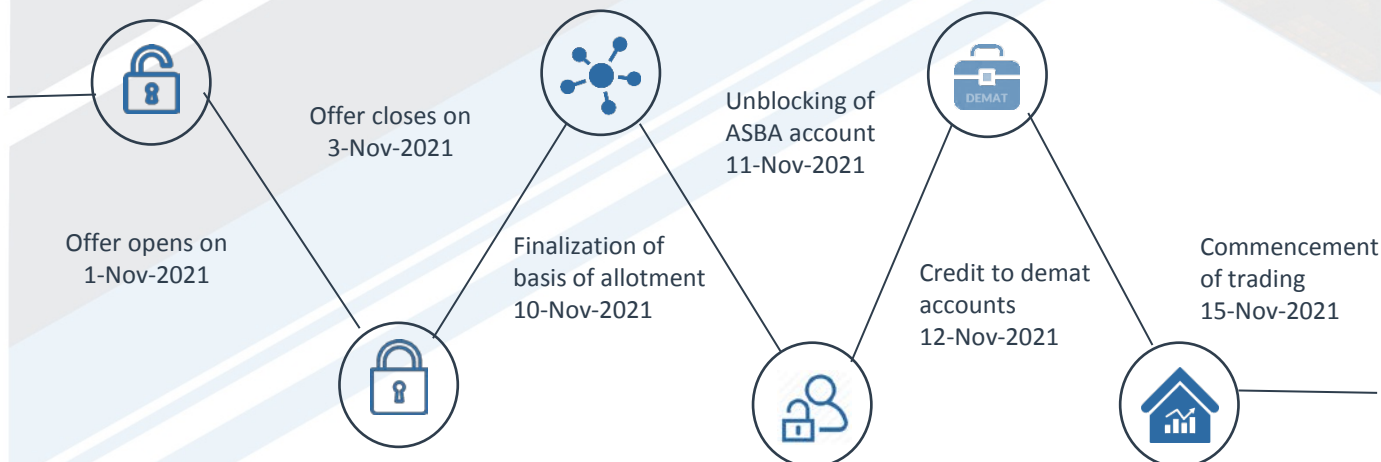 Offer opens on
1-Nov-2021
Offer closes on
3-Nov-2021
Finalization of
basis of allotment
10-Nov-2021
Unblocking of
ASBA account
11-Nov-2021
DEMAT
Credit to demat
accounts
12-Nov-2021
Commencement
of trading
15-Nov-2021